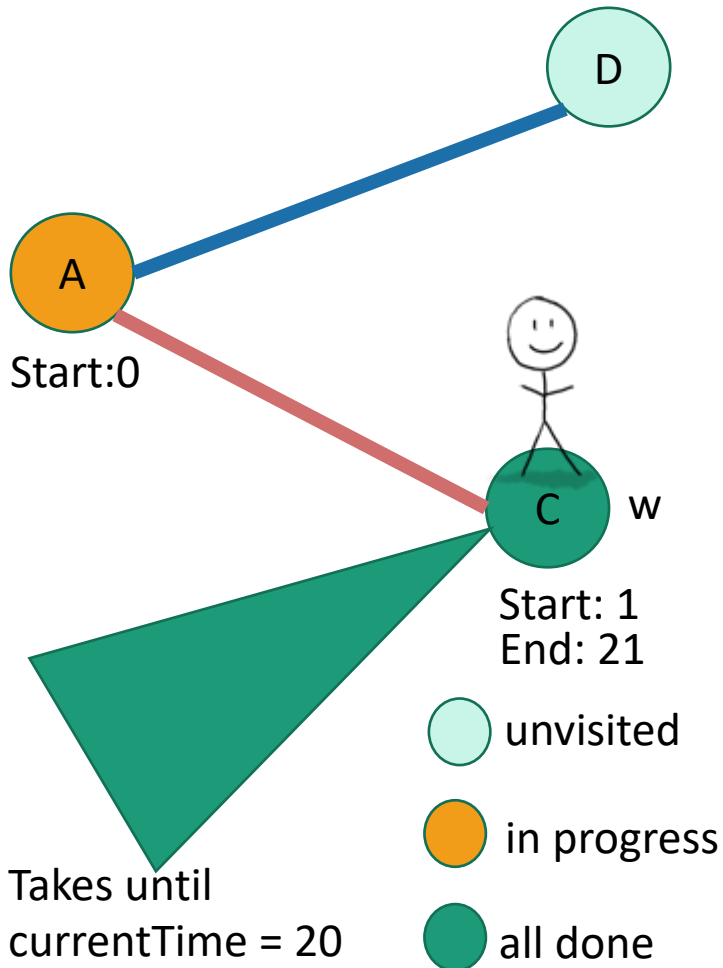 D
A
Start:0
C
w
Start: 1
End: 21
unvisited
in progress
Takes until
currentTime = 20
all done